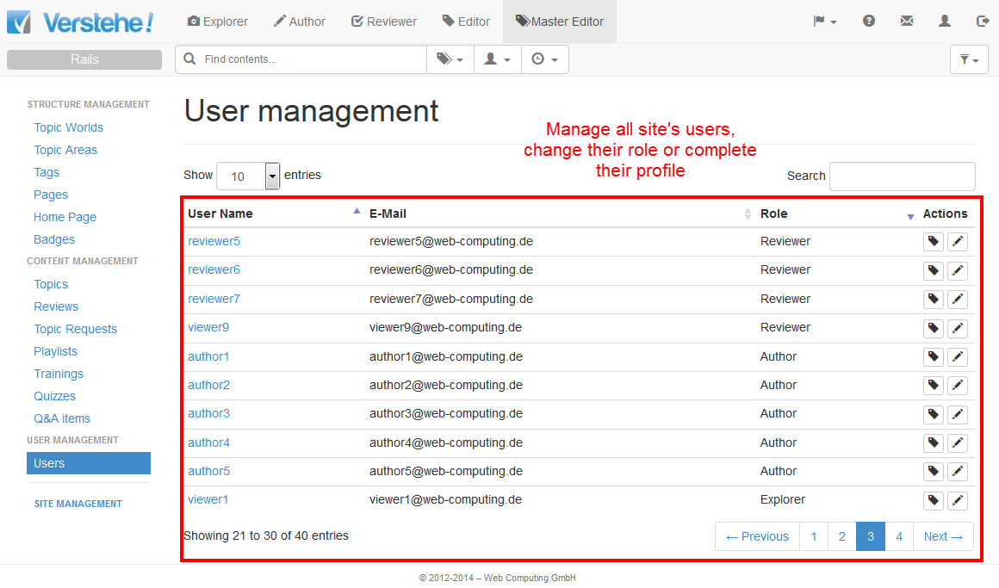 Verstehe!
Explorer Author Reviewer Editor Master Editor
Rails
Find contents...
STRUCTURE MANAGEMENT
Topic Worlds
Topic Areas
Tags
Pages
Home Page
Badges
CONTENT MANAGEMENT
Topics
Reviews
Topic Requests
Playlists
Trainings
Quizzes
Q&A items
USER MANAGEMENT
Users
SITE MANAGEMENT
User management
Manage all site's users,
change their role or complete
their profile
Show 10 entries
Search
User Name E-Mail Role Actions
reviewer5 reviewer5@web-computing.de Reviewer
reviewer6 reviewer6@web-computing.de Reviewer
reviewer7 reviewer7@web-computing.de Reviewer
viewer9 viewer9@web-computing.de Reviewer
author1 author1@web-computing.de Author
author2 author2@web-computing.de Author
author3 author3@web-computing.de Author
author4 author4@web-computing.de Author
author5 author5@web-computing.de Author
viewer1 viewer1@web-computing.de Explorer
Showing 21 to 30 of 40 entries
← Previous 1 2 3 4 Next →
© 2012-2014 – Web Computing GmbH